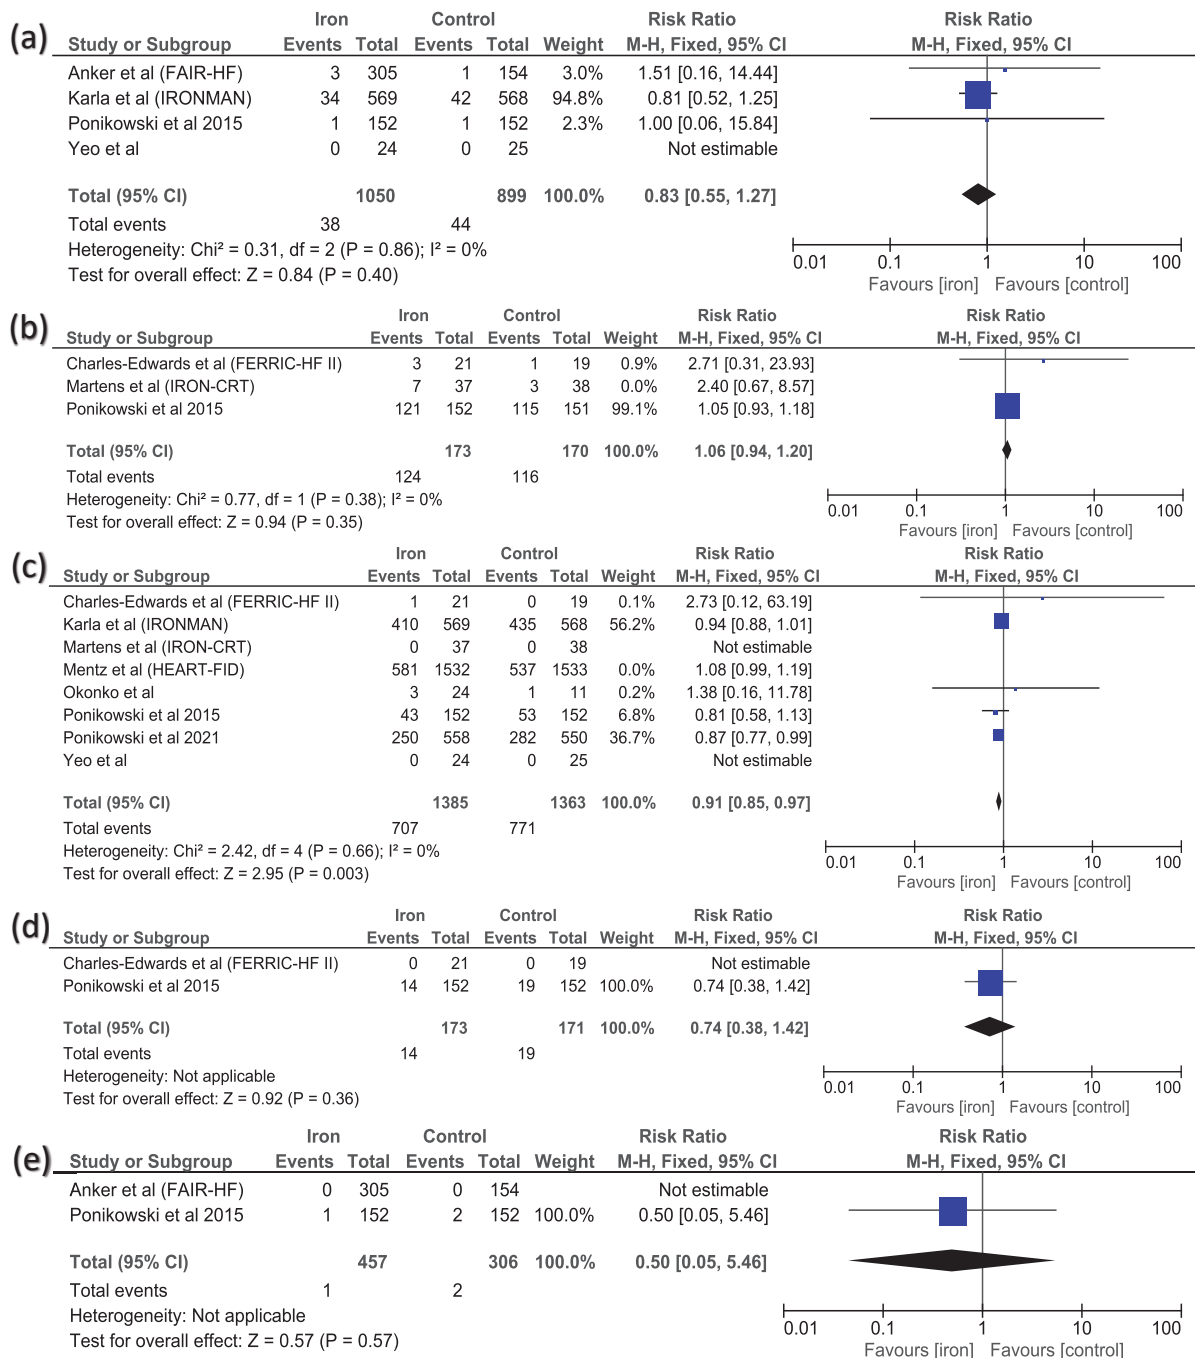 (a)
Iron Control Risk Ratio Risk Ratio
Study or Subgroup Events Total Events Total Weight M-H, Fixed, 95% CI M-H, Fixed, 95% CI
Anker et al (FAIR-HF) 3 305 1 154 3.0% 1.51 [0.16, 14.44]
Karla et al (IRONMAN) 34 569 42 568 94.8% 0.81 [0.52, 1.25]
Ponikowski et al 2015 1 152 1 152 2.3% 1.00 [0.06, 15.84]
Yeo et al 0 24 0 25 Not estimable
Total (95% CI) 1050 899 100.0% 0.83 [0.55, 1.27]
Total events 38 44
Heterogeneity: Chi² = 0.31, df = 2 (P = 0.86); I² = 0%
Test for overall effect: Z = 0.84 (P = 0.40)
0.01 0.1 1 10 100
Favours [iron] Favours [control]
(b)
Iron Control Risk Ratio Risk Ratio
Study or Subgroup Events Total Events Total Weight M-H, Fixed, 95% CI M-H, Fixed, 95% CI
Charles-Edwards et al (FERRIC-HF II) 3 21 1 19 0.9% 2.71 [0.31, 23.93]
Martens et al (IRON-CRT) 7 37 3 38 0.0% 2.40 [0.67, 8.57]
Ponikowski et al 2015 121 152 115 151 99.1% 1.05 [0.93, 1.18]
Total (95% CI) 173 170 100.0% 1.06 [0.94, 1.20]
Total events 124 116
Heterogeneity: Chi² = 0.77, df = 1 (P = 0.38); I² = 0%
Test for overall effect: Z = 0.94 (P = 0.35)
0.01 0.1 1 10 100
Favours [iron] Favours [control]
(c)
Iron Control Risk Ratio Risk Ratio
Study or Subgroup Events Total Events Total Weight M-H, Fixed, 95% CI M-H, Fixed, 95% CI
Charles-Edwards et al (FERRIC-HF II) 1 21 0 19 0.1% 2.73 [0.12, 63.19]
Karla et al (IRONMAN) 410 569 435 568 56.2% 0.94 [0.88, 1.01]
Martens et al (IRON-CRT) 0 37 0 38 Not estimable
Mentz et al (HEART-FID) 581 1532 537 1533 0.0% 1.08 [0.99, 1.19]
Okonko et al 3 24 1 11 0.2% 1.38 [0.16, 11.78]
Ponikowski et al 2015 43 152 53 152 6.8% 0.81 [0.58, 1.13]
Ponikowski et al 2021 250 558 282 550 36.7% 0.87 [0.77, 0.99]
Yeo et al 0 24 0 25 Not estimable
Total (95% CI) 1385 1363 100.0% 0.91 [0.85, 0.97]
Total events 707 771
Heterogeneity: Chi² = 2.42, df = 4 (P = 0.66); I² = 0%
Test for overall effect: Z = 2.95 (P = 0.003)
0.01 0.1 1 10 100
Favours [iron] Favours [control]
(d)
Iron Control Risk Ratio Risk Ratio
Study or Subgroup Events Total Events Total Weight M-H, Fixed, 95% CI M-H, Fixed, 95% CI
Charles-Edwards et al (FERRIC-HF II) 0 21 0 19 Not estimable
Ponikowski et al 2015 14 152 19 152 100.0% 0.74 [0.38, 1.42]
Total (95% CI) 173 171 100.0% 0.74 [0.38, 1.42]
Total events 14 19
Heterogeneity: Not applicable
Test for overall effect: Z = 0.92 (P = 0.36)
0.01 0.1 1 10 100
Favours [iron] Favours [control]
(e)
Iron Control Risk Ratio Risk Ratio
Study or Subgroup Events Total Events Total Weight M-H, Fixed, 95% CI M-H, Fixed, 95% CI
Anker et al (FAIR-HF) 0 305 0 154 Not estimable
Ponikowski et al 2015 1 152 2 152 100.0% 0.50 [0.05, 5.46]
Total (95% CI) 457 306 100.0% 0.50 [0.05, 5.46]
Total events 1 2
Heterogeneity: Not applicable
Test for overall effect: Z = 0.57 (P = 0.57)
0.01 0.1 1 10 100
Favours [iron] Favours [control]